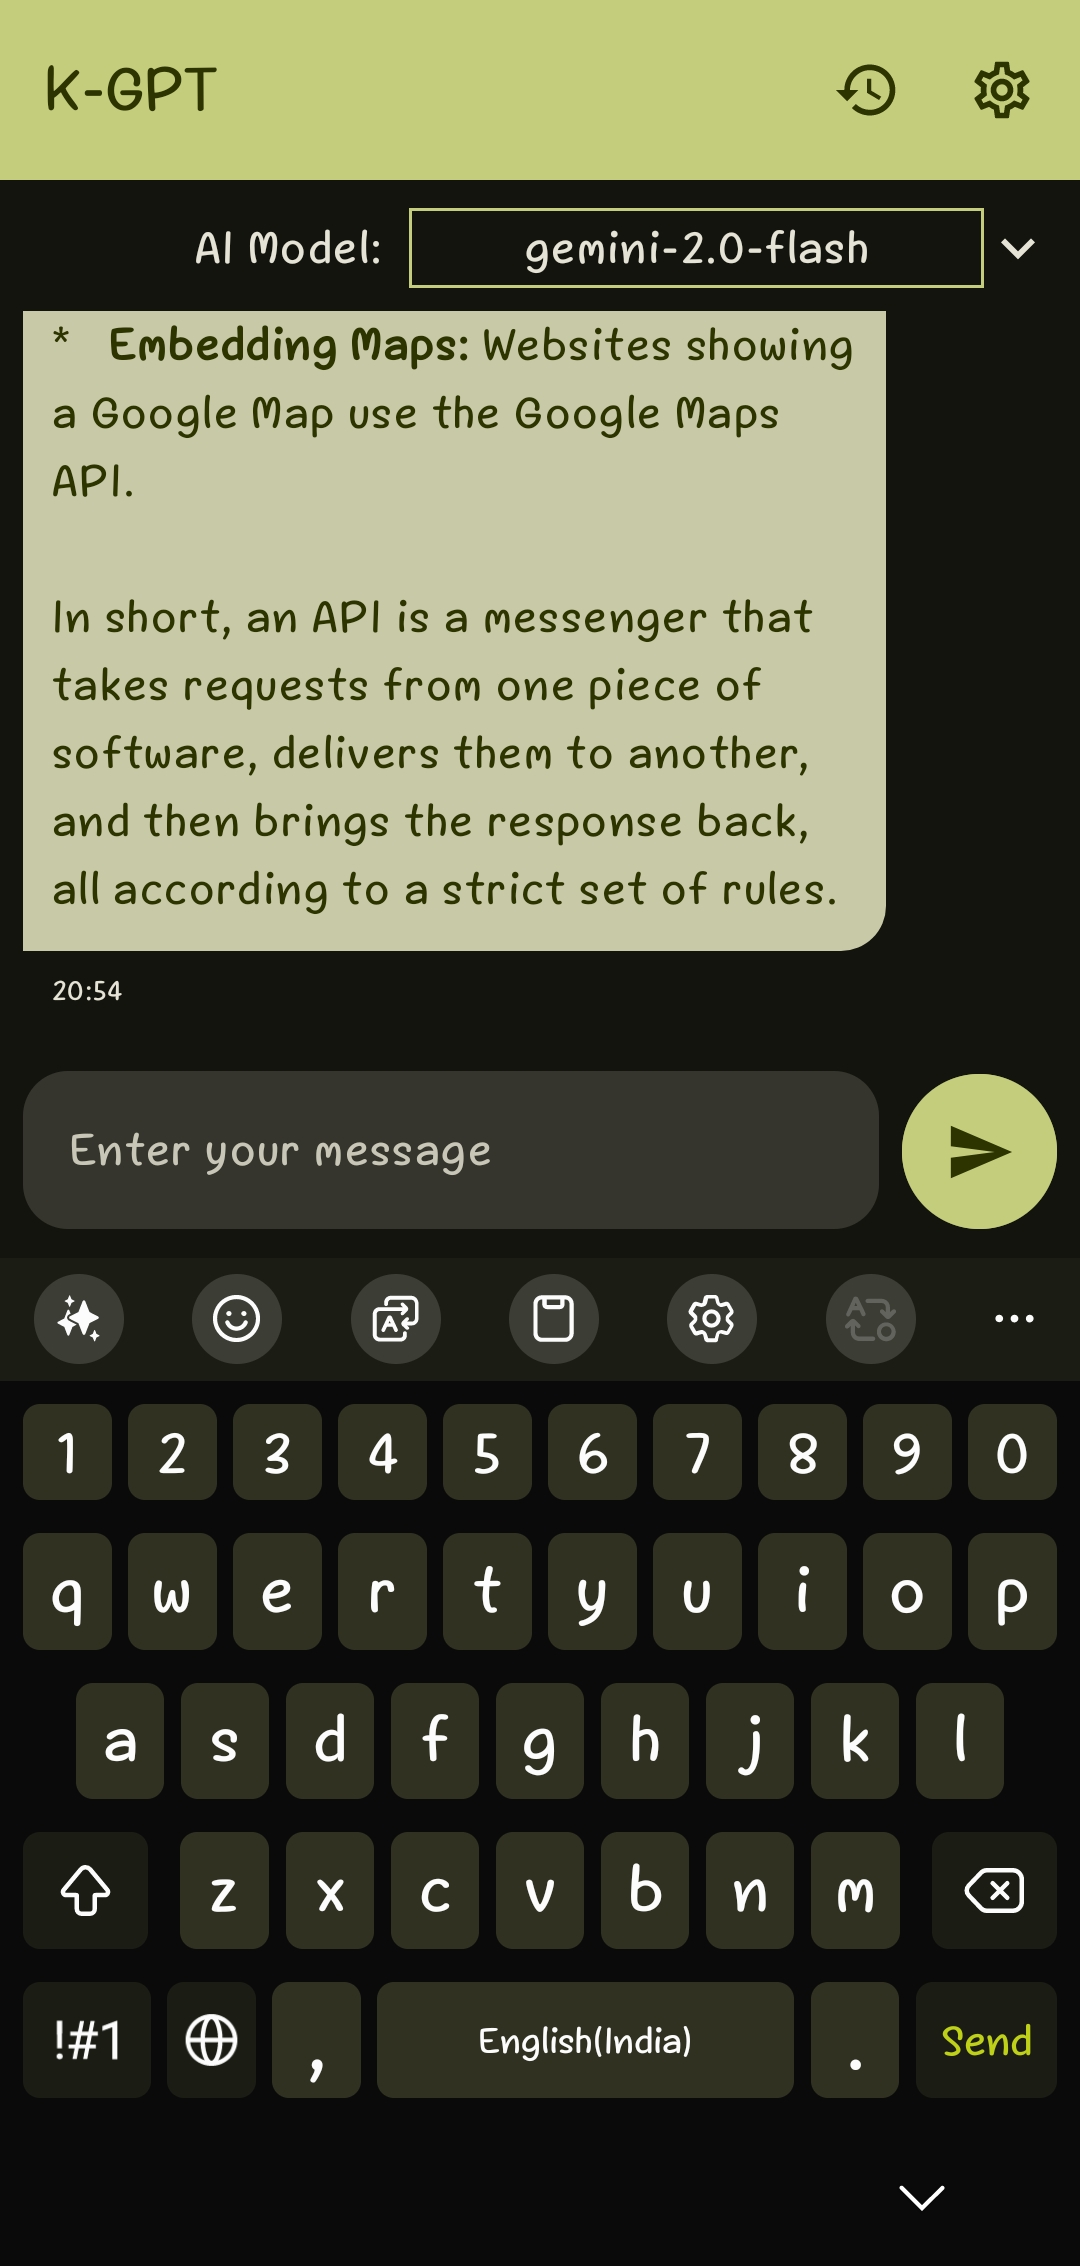 K-GPT
AI Model: gemini-2.0-flash
* Embedding Maps: Websites showing
a Google Map use the Google Maps
API.
In short, an API is a messenger that
takes requests from one piece of
software, delivers them to another,
and then brings the response back,
all according to a strict set of rules.
20:54
Enter your message
1 2 3 4 5 6 7 8 9 0
q w e r t y u i o p
a s d f g h j k l
z x c v b n m
!#1 , English(India) . Send